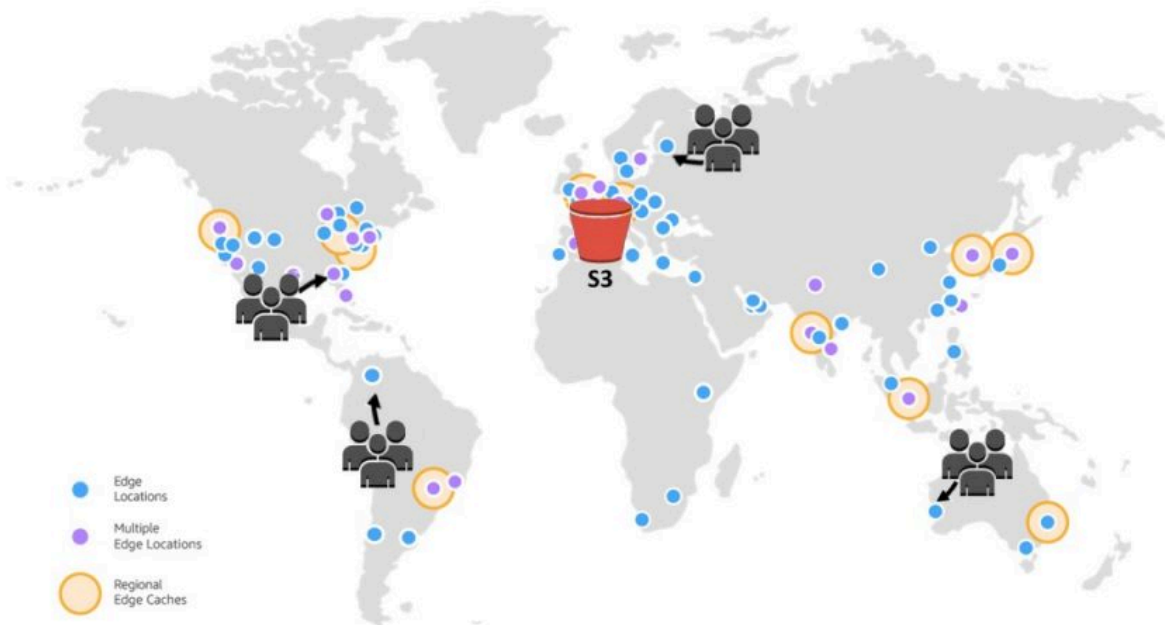 S3
Edge
Locations
Multiple
Edge Locations
Regional
Edge Caches